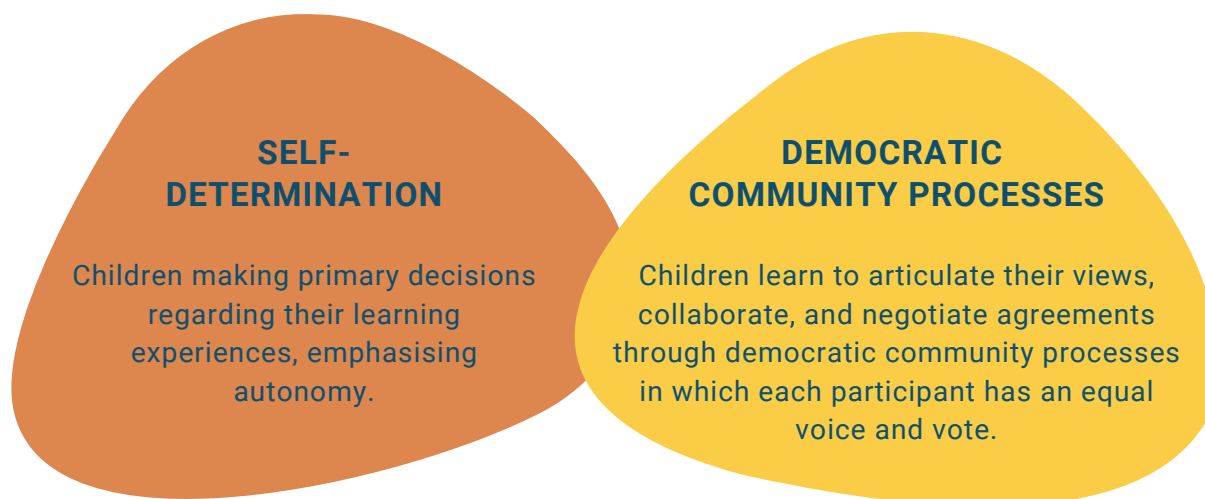 SELF-
DETERMINATION
Children making primary decisions
regarding their learning
experiences, emphasising
autonomy.
DEMOCRATIC
COMMUNITY PROCESSES
Children learn to articulate their views,
collaborate, and negotiate agreements
through democratic community processes
in which each participant has an equal
voice and vote.